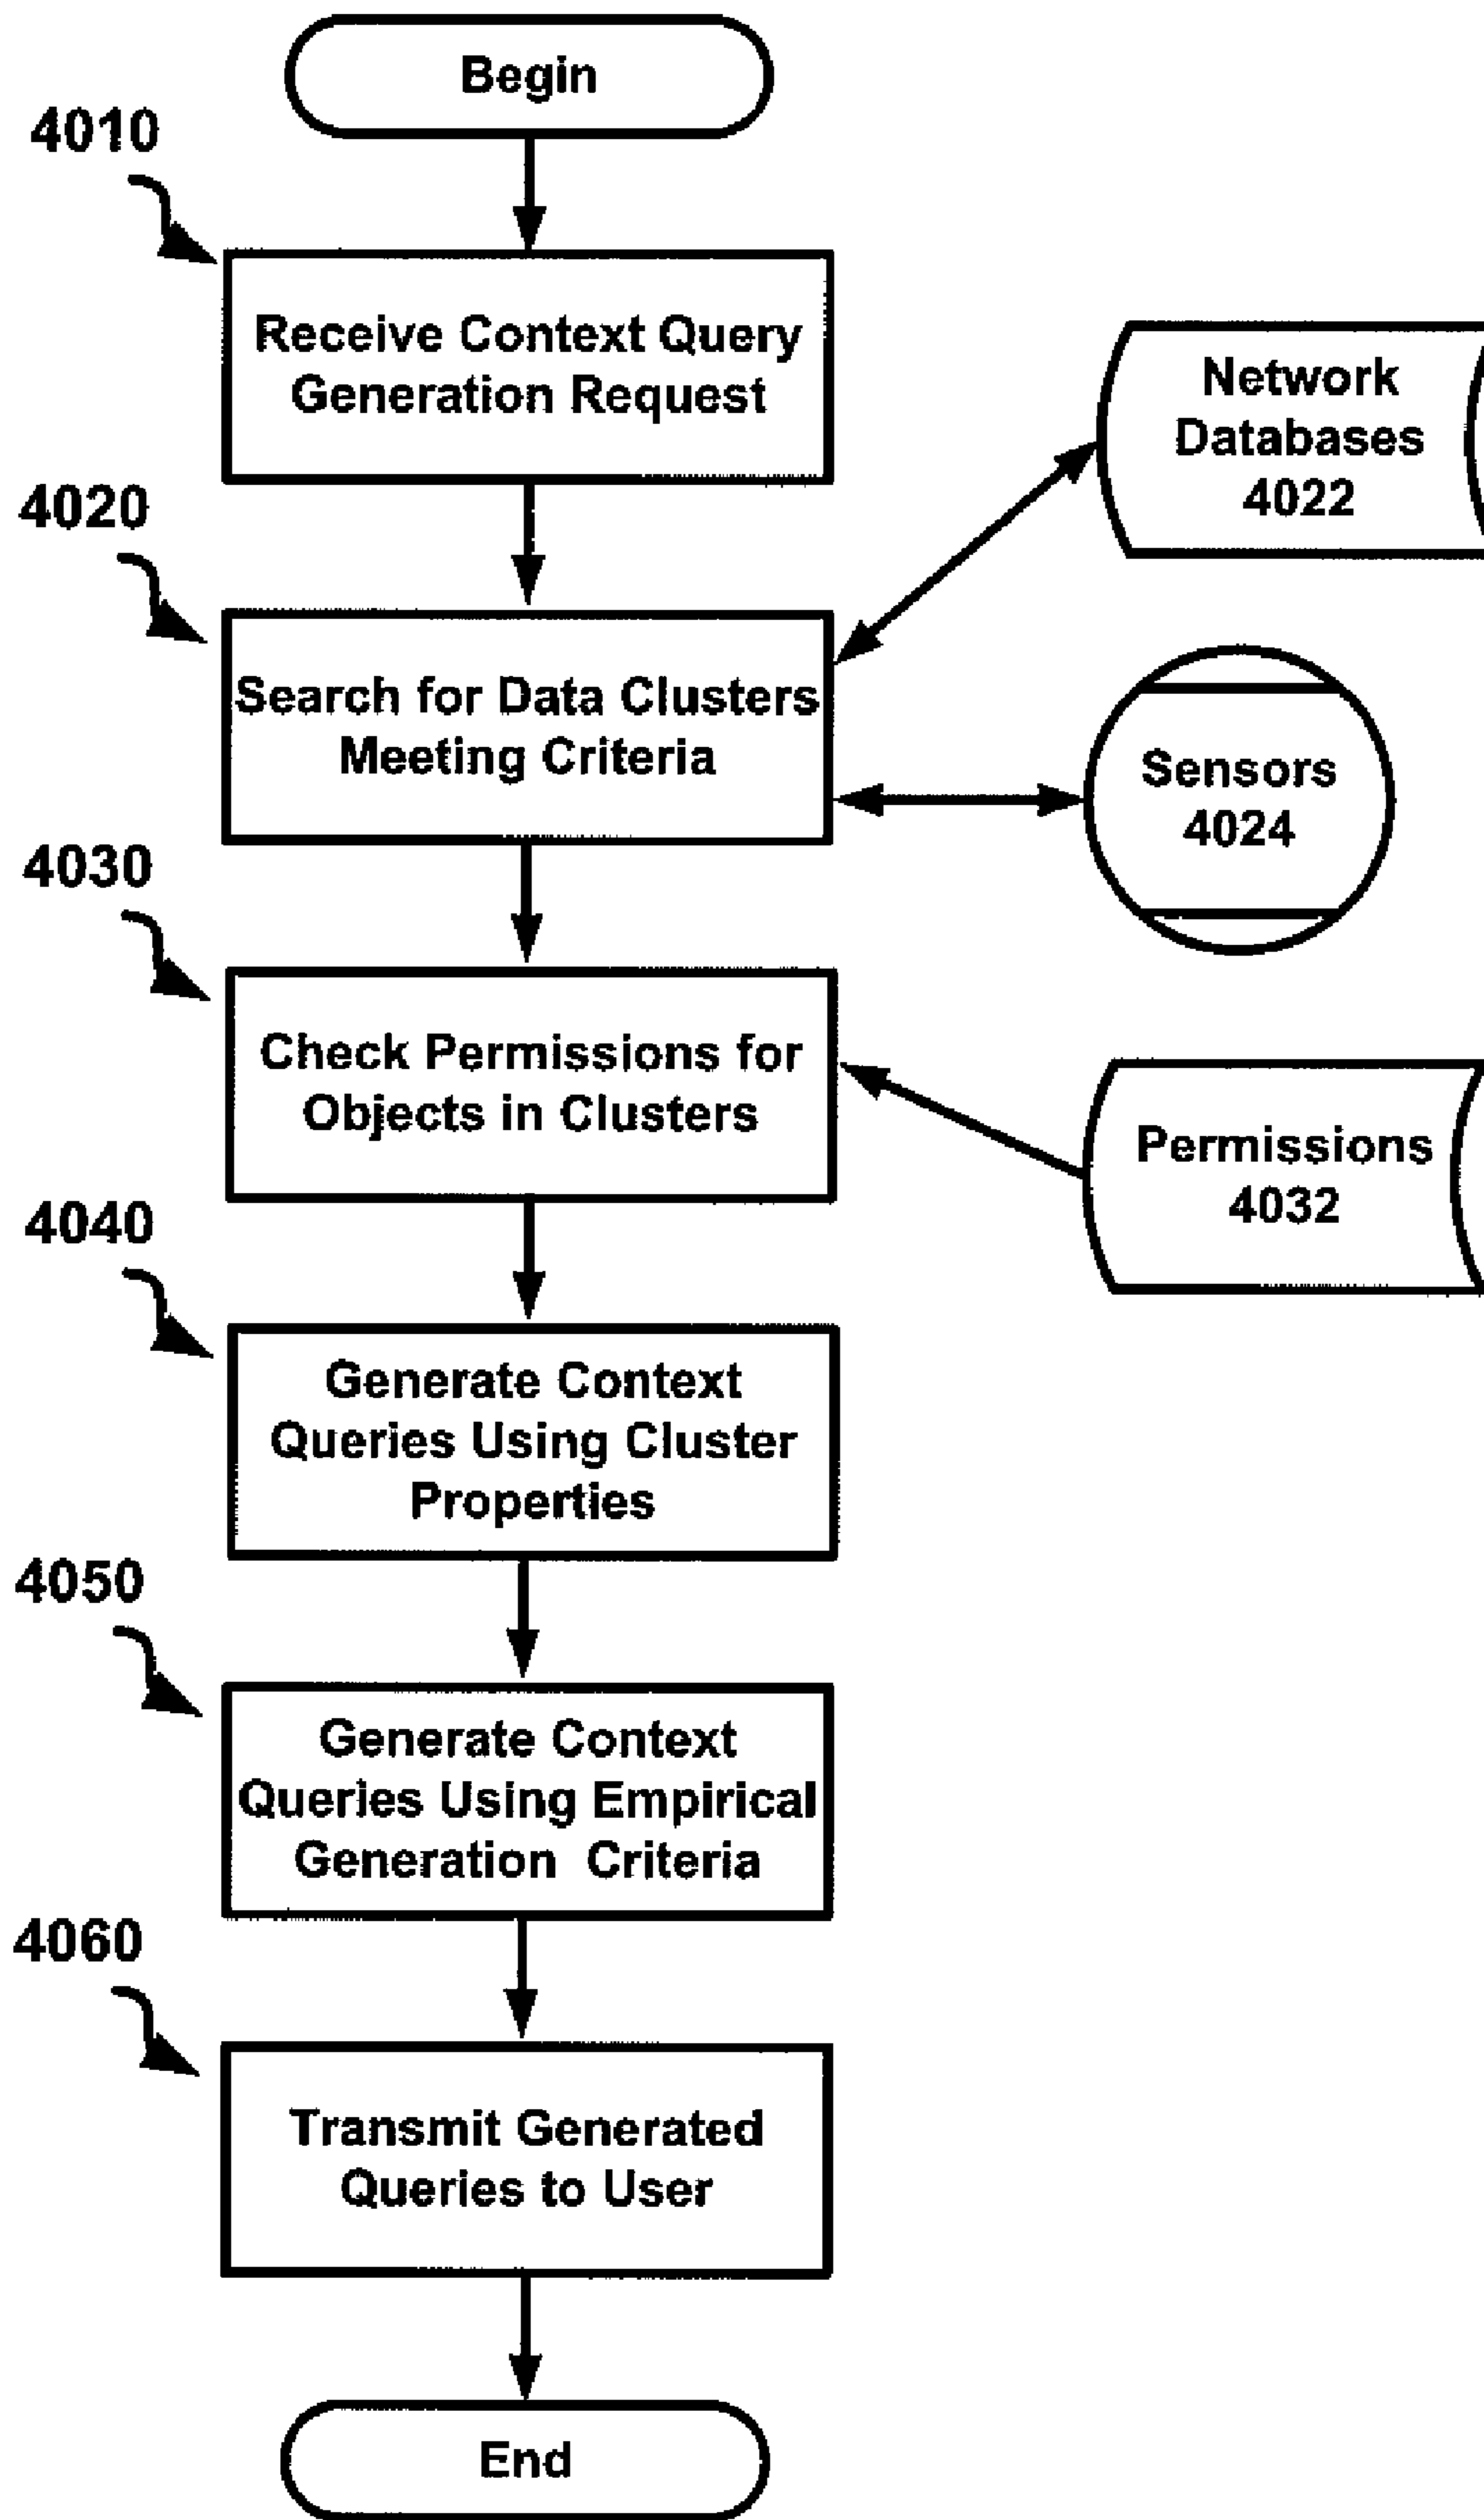 Begin
4010
Receive Context Query
Generation Request
Network
Databases
4022
4020
Search for Data Clusters
Meeting Criteria
Sensors
4024
4030
Check Permissions for
Objects in Clusters
Permissions
4032
4040
Generate Context
Queries Using Cluster
Properties
4050
Generate Context
Queries Using Empirical
Generation Criteria
4060
Transmit Generated
Queries to User
End